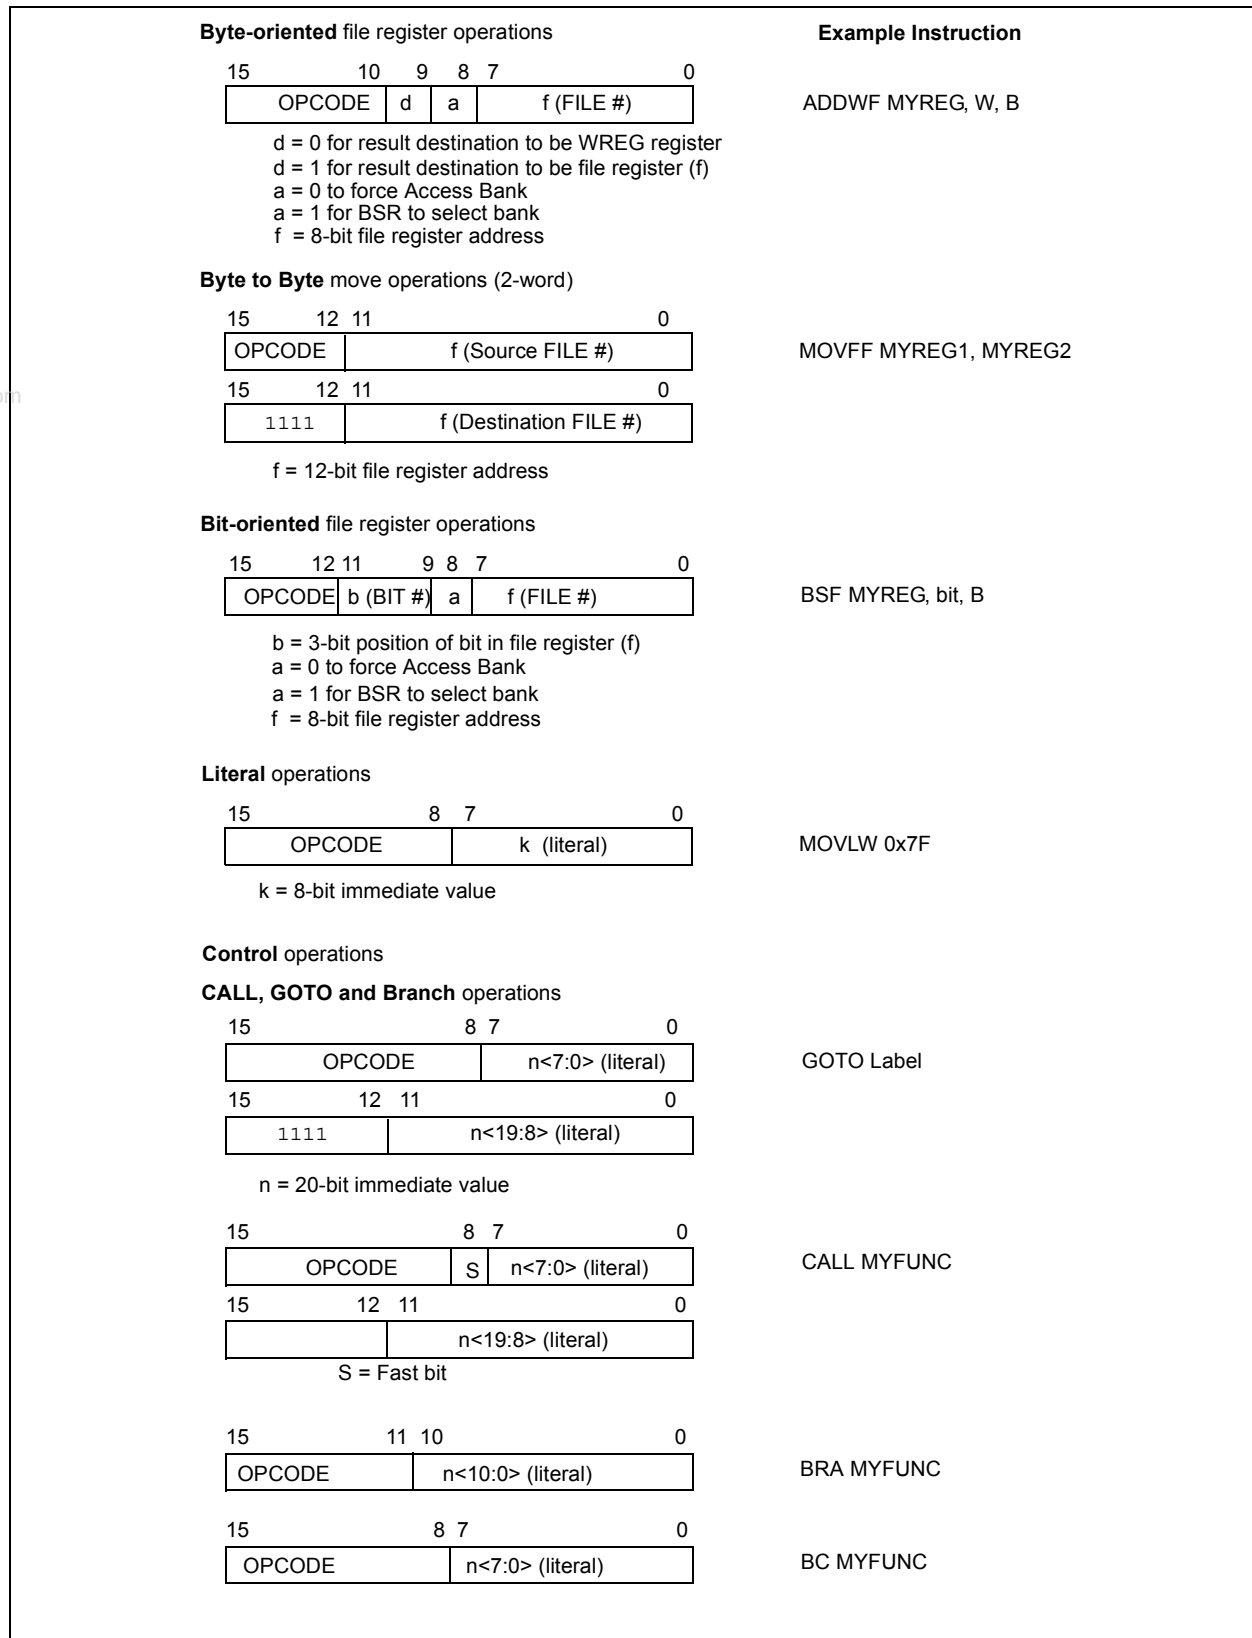 Byte-oriented file register operations Example Instruction
15 10 9 8 7 0
OPCODE d a f (FILE #) ADDWF MYREG, W, B
d = 0 for result destination to be WREG register
d = 1 for result destination to be file register (f)
a = 0 to force Access Bank
a = 1 for BSR to select bank
f = 8-bit file register address
Byte to Byte move operations (2-word)
15 12 11 0
OPCODE f (Source FILE #) MOVFF MYREG1, MYREG2
15 12 11 0
1111 f (Destination FILE #)
f = 12-bit file register address
Bit-oriented file register operations
15 12 11 9 8 7 0
OPCODE b (BIT #) a f (FILE #) BSF MYREG, bit, B
b = 3-bit position of bit in file register (f)
a = 0 to force Access Bank
a = 1 for BSR to select bank
f = 8-bit file register address
Literal operations
15 8 7 0
OPCODE k (literal) MOVLW 0x7F
k = 8-bit immediate value
Control operations
CALL, GOTO and Branch operations
15 8 7 0
OPCODE n<7:0> (literal) GOTO Label
15 12 11 0
1111 n<19:8> (literal)
n = 20-bit immediate value
15 8 7 0
OPCODE S n<7:0> (literal) CALL MYFUNC
15 12 11 0
n<19:8> (literal)
S = Fast bit
15 11 10 0
OPCODE n<10:0> (literal) BRA MYFUNC
15 8 7 0
OPCODE n<7:0> (literal) BC MYFUNC